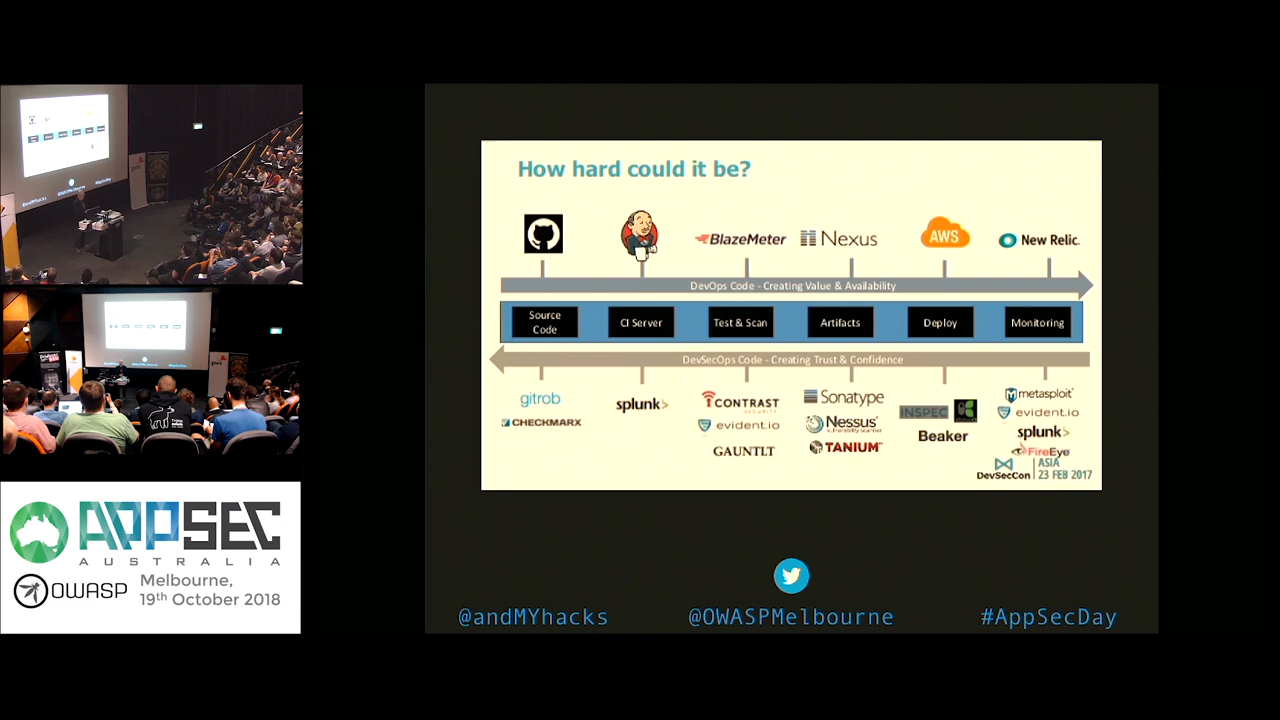 How hard could it be?
BlazeMeter
Nexus
AWS
New Relic.
DevOps Code - Creating Value & Availability
Source
Code
CI Server
Test & Scan
Artifacts
Deploy
Monitoring
DevSecOps Code - Creating Trust & Confidence
gitrob
CHECKMARX
splunk>
CONTRAST
SECURITY
evident.io
GAUNTLT
Sonatype
Nessus
vulnerability scanner
TANIUM
INSPEC
Beaker
metasploit
evident.io
splunk>
FireEye
DevSecCon
ASIA
23 FEB 2017
APPSEC
AUSTRALIA
OWASP
Melbourne,
19th October 2018
@andMYhacks
@OWASPMelbourne
#AppSecDay